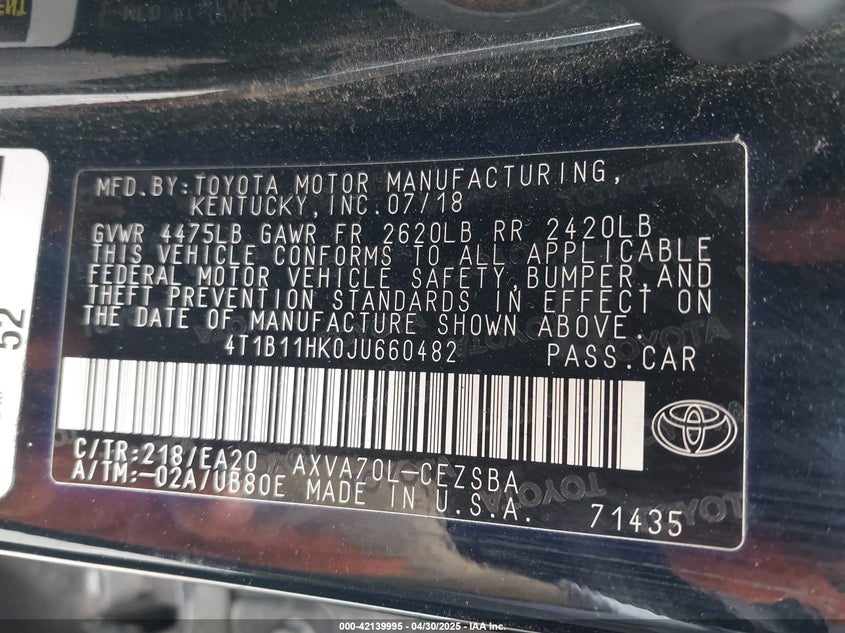 52
MFD.BY:TOYOTA MOTOR MANUFACTURING,
KENTUCKY,INC.07/18
GVWR 4475LB GAWR FR 2620LB RR 2420LB
THIS VEHICLE CONFORMS TO ALL APPLICABLE
FEDERAL MOTOR VEHICLE SAFETY,BUMPER,AND
THEFT PREVENTION STANDARDS IN EFFECT ON
THE DATE OF MANUFACTURE SHOWN ABOVE.
4T1B11HK0JU660482 PASS.CAR
C/TR:218/EA20 AXVA70L-CEZSBA
A/TM:-02A/UB80E MADE IN U.S.A. 71435
TOYOTA
000-42139995 - 04/30/2025 - IAA Inc.